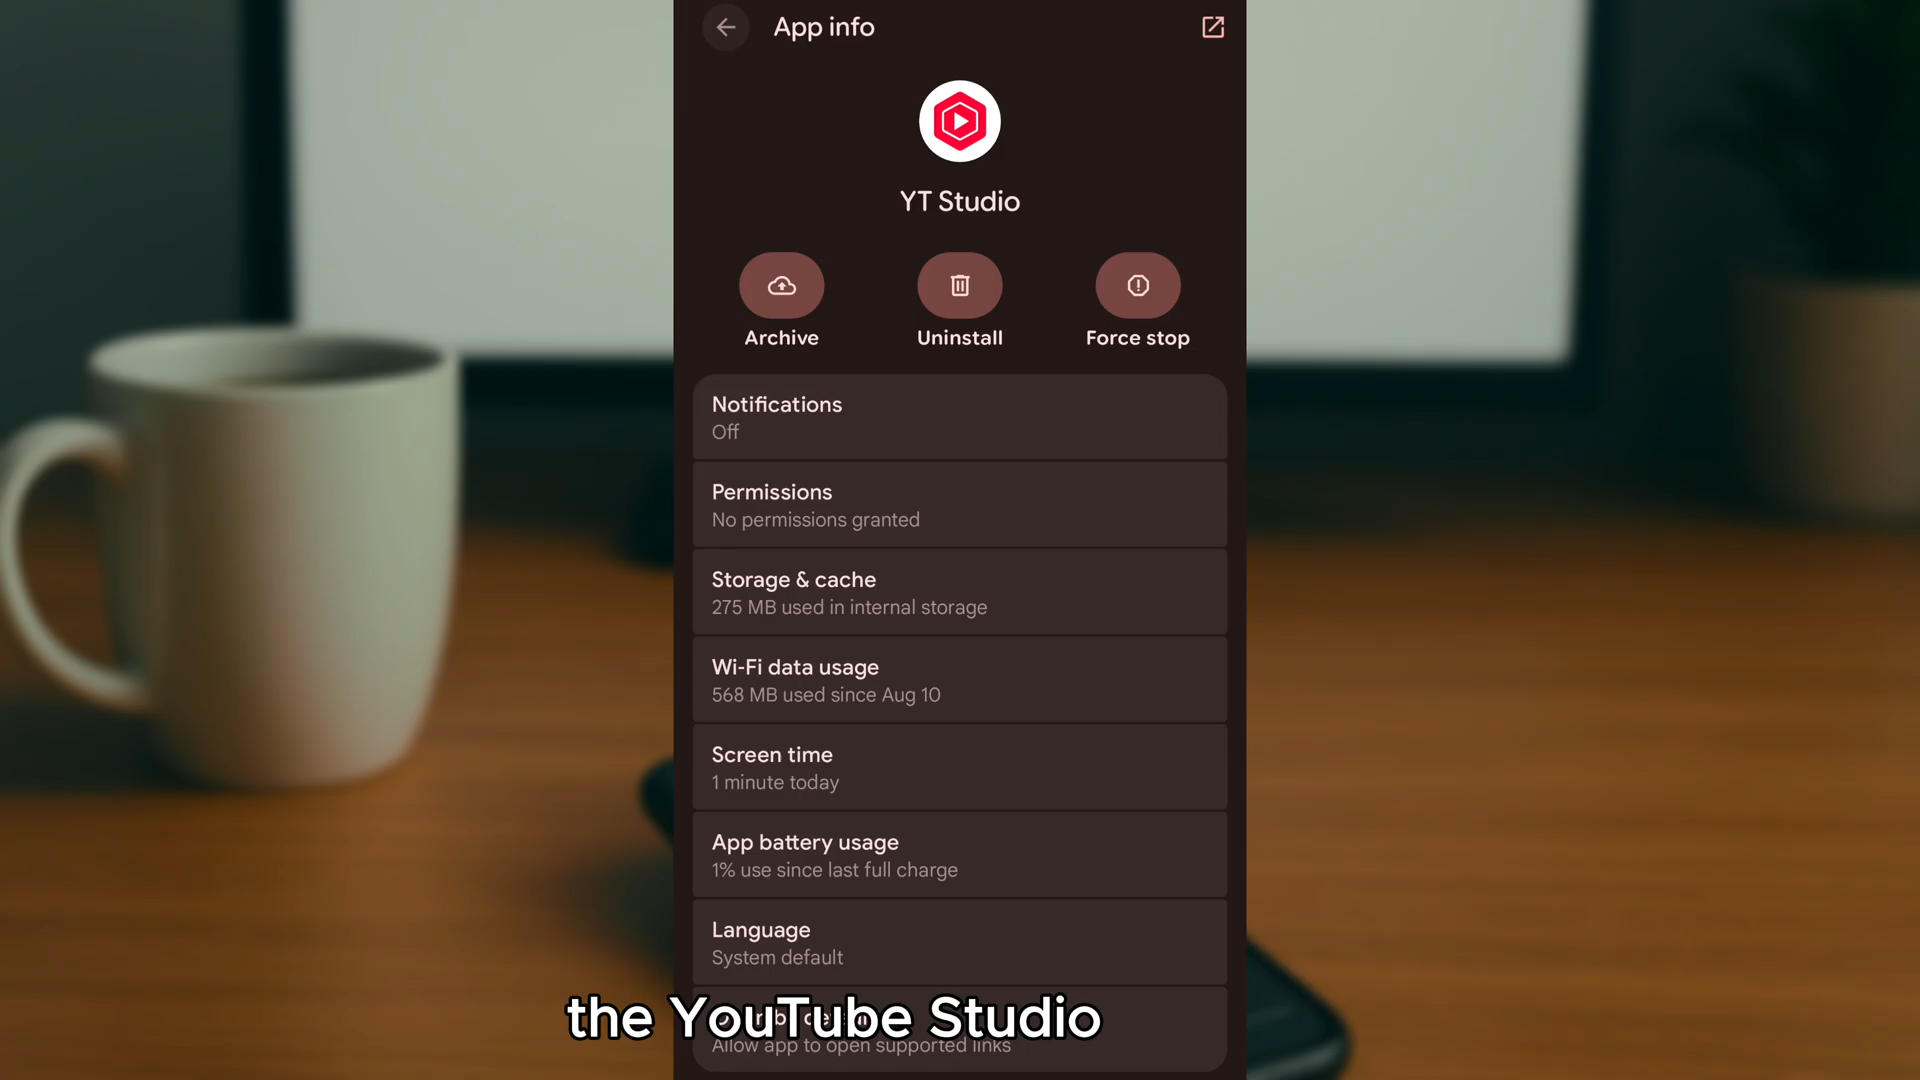 App info
YT Studio
Archive
Uninstall
Force stop
Notifications
Off
Permissions
No permissions granted
Storage & cache
275 MB used in internal storage
Wi-Fi data usage
568 MB used since Aug 10
Screen time
1 minute today
App battery usage
1% use since last full charge
Language
System default
the YouTube Studio
Allow app to open supported links